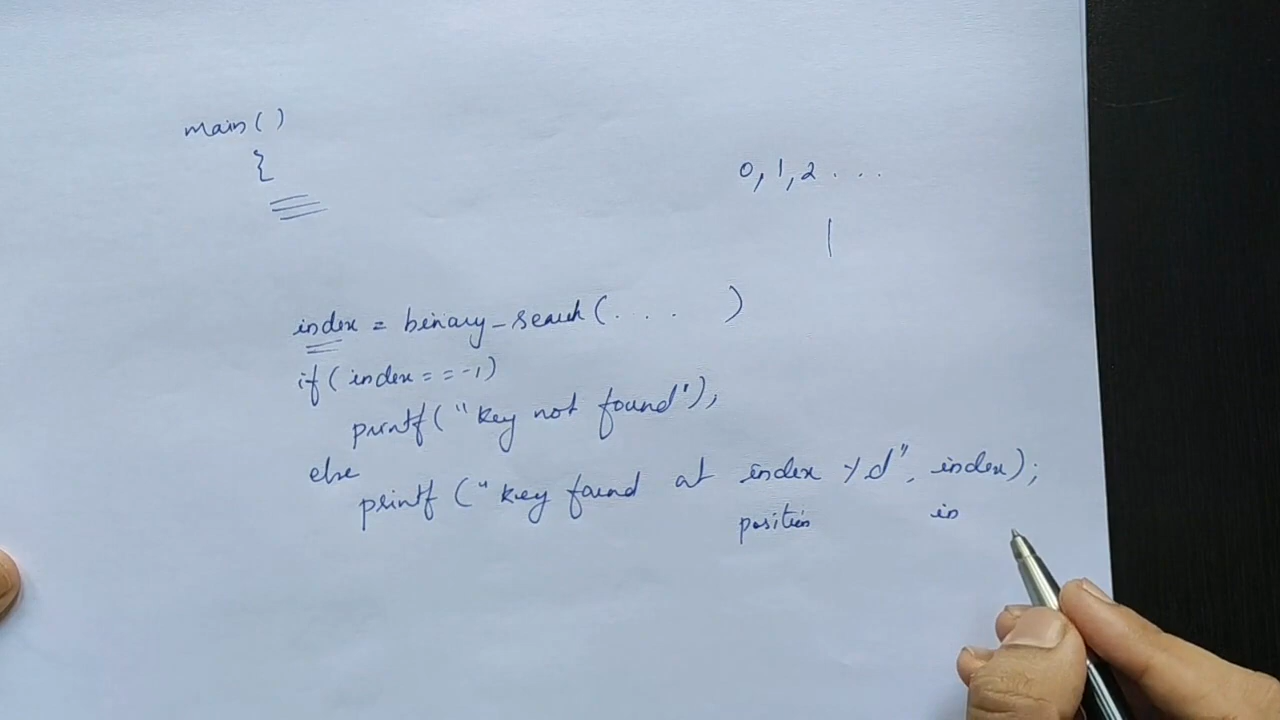 main()
{
0,1,2 . . .
index = binary_search(. . . )
if(index==-1)
printf("key not found");
else
printf("key found at index %d", index);
position in